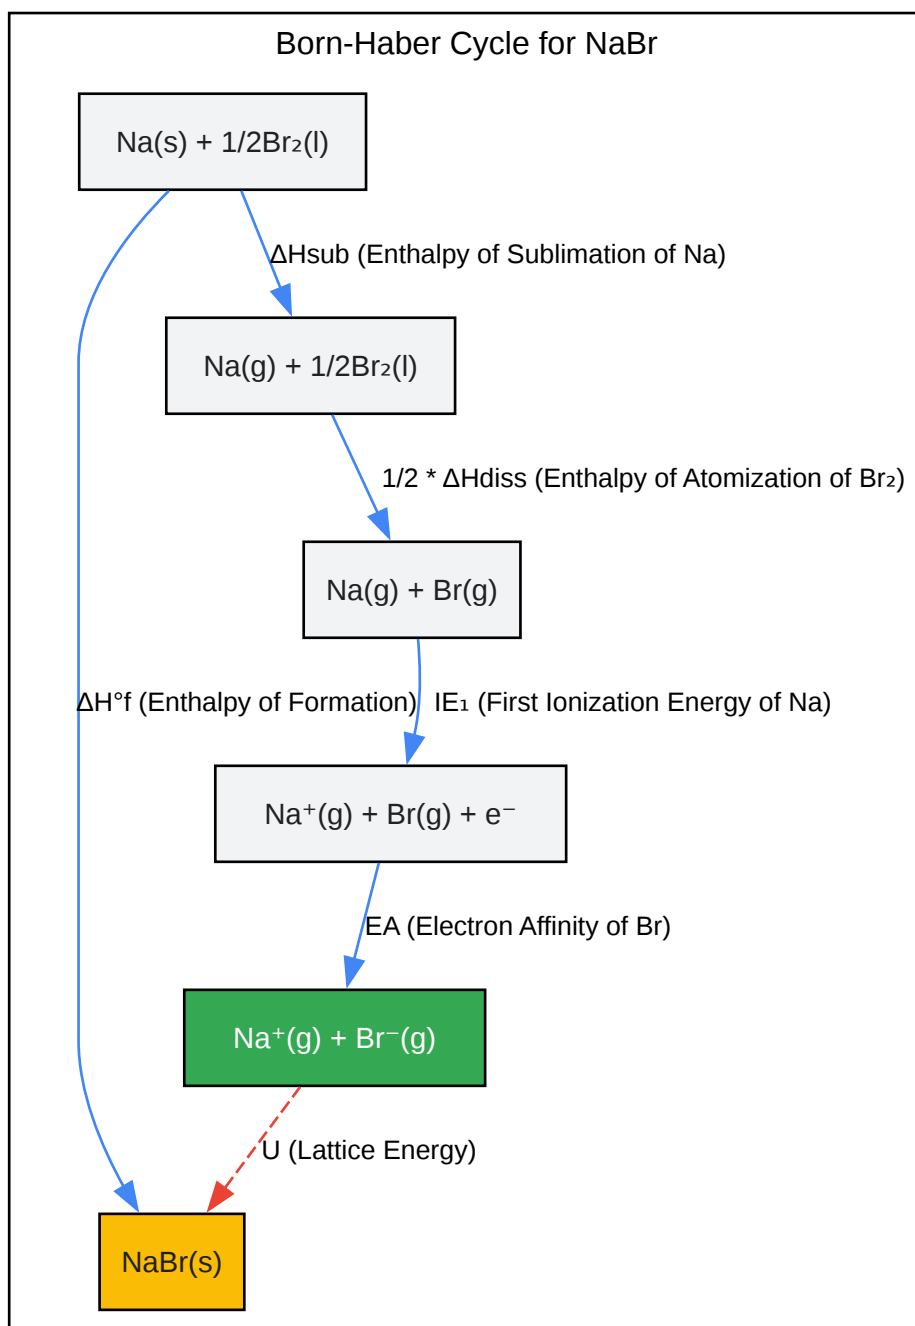 Born-Haber Cycle for NaBr
Na(s) + 1/2Br₂(l)
ΔHsub (Enthalpy of Sublimation of Na)
Na(g) + 1/2Br₂(l)
1/2 * ΔHdiss (Enthalpy of Atomization of Br₂)
Na(g) + Br(g)
ΔH°f (Enthalpy of Formation)
IE₁ (First Ionization Energy of Na)
Na⁺(g) + Br(g) + e⁻
EA (Electron Affinity of Br)
Na⁺(g) + Br⁻(g)
U (Lattice Energy)
NaBr(s)